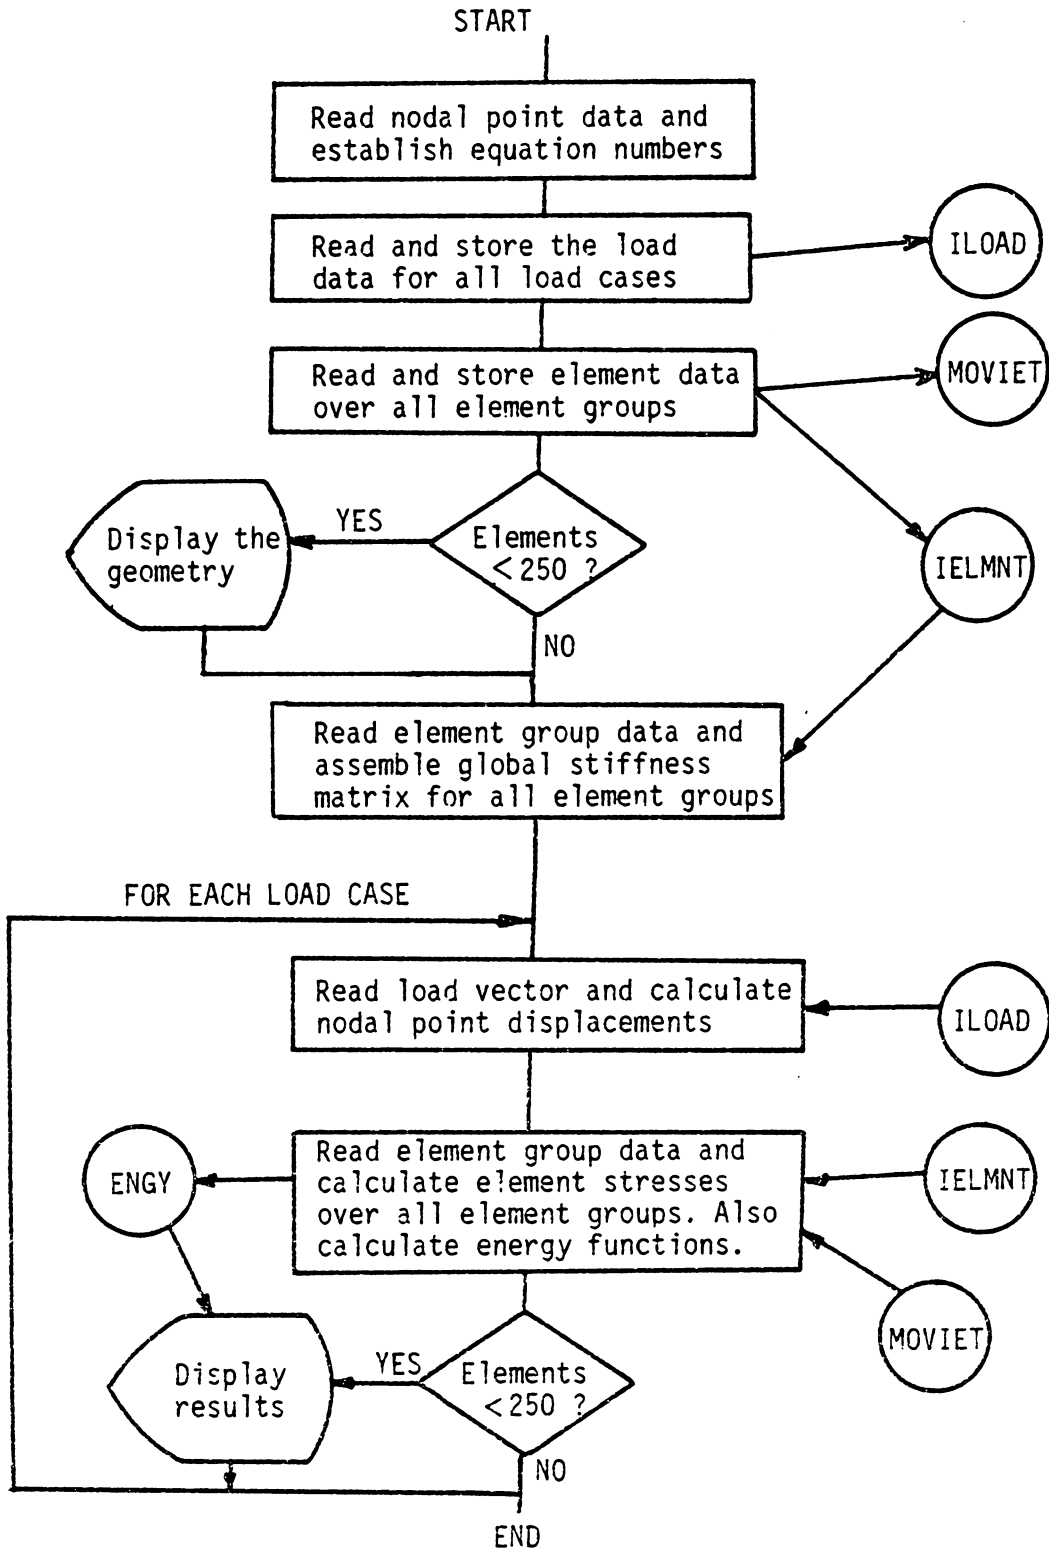 START
Read nodal point data and
establish equation numbers
Read and store the load
data for all load cases
ILOAD
Read and store element data
over all element groups
MOVIET
Display the
geometry
YES
Elements
<250 ?
IELMNT
NO
Read element group data and
assemble global stiffness
matrix for all element groups
FOR EACH LOAD CASE
Read load vector and calculate
nodal point displacements
ILOAD
ENGY
Read element group data and
calculate element stresses
over all element groups. Also
calculate energy functions.
IELMNT
MOVIET
Display
results
YES
Elements
<250 ?
NO
END